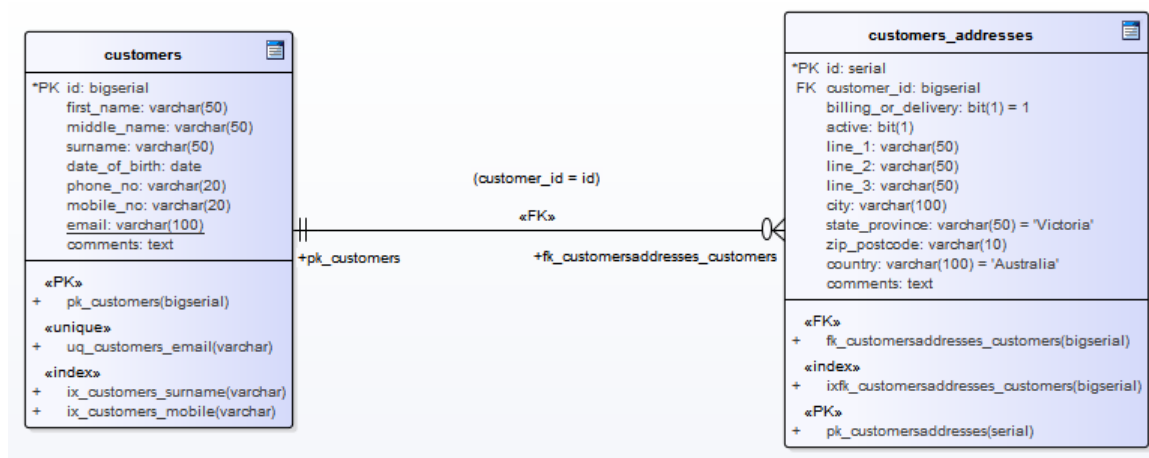 customers
*PK id: bigserial
first_name: varchar(50)
middle_name: varchar(50)
surname: varchar(50)
date_of_birth: date
phone_no: varchar(20)
mobile_no: varchar(20)
email: varchar(100)
comments: text
«PK»
+ pk_customers(bigserial)
«unique»
+ uq_customers_email(varchar)
«index»
+ ix_customers_surname(varchar)
+ ix_customers_mobile(varchar)
(customer_id = id)
«FK»
+pk_customers
+fk_customersaddresses_customers
customers_addresses
*PK id: serial
FK customer_id: bigserial
billing_or_delivery: bit(1) = 1
active: bit(1)
line_1: varchar(50)
line_2: varchar(50)
line_3: varchar(50)
city: varchar(100)
state_province: varchar(50) = 'Victoria'
zip_postcode: varchar(10)
country: varchar(100) = 'Australia'
comments: text
«FK»
+ fk_customersaddresses_customers(bigserial)
«index»
+ ixfk_customersaddresses_customers(bigserial)
«PK»
+ pk_customersaddresses(serial)